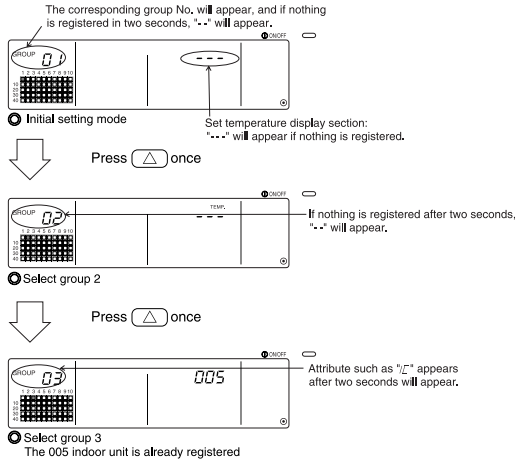 The corresponding group No. will appear, and if nothing
is registered in two seconds, "--" will appear.
ON/OFF
GROUP 01
---
1 2 3 4 5 6 7 8 9 10
10
20
30
40
Initial setting mode
Set temperature display section:
"---" will appear if nothing is registered.
Press △ once
ON/OFF
GROUP 02
TEMP.
---
1 2 3 4 5 6 7 8 9 10
10
20
30
40
If nothing is registered after two seconds,
"--" will appear.
Select group 2
Press △ once
ON/OFF
GROUP 03
005
1 2 3 4 5 6 7 8 9 10
10
20
30
40
Attribute such as "IC" appears
after two seconds will appear.
Select group 3
The 005 indoor unit is already registered